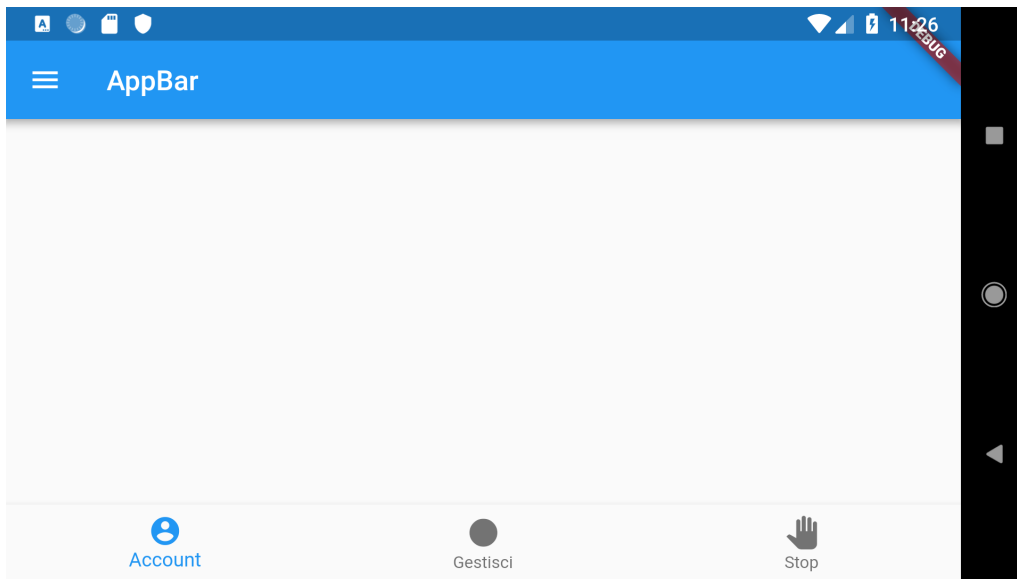 A
11:26
DEBUG
AppBar
Account
Gestisci
Stop